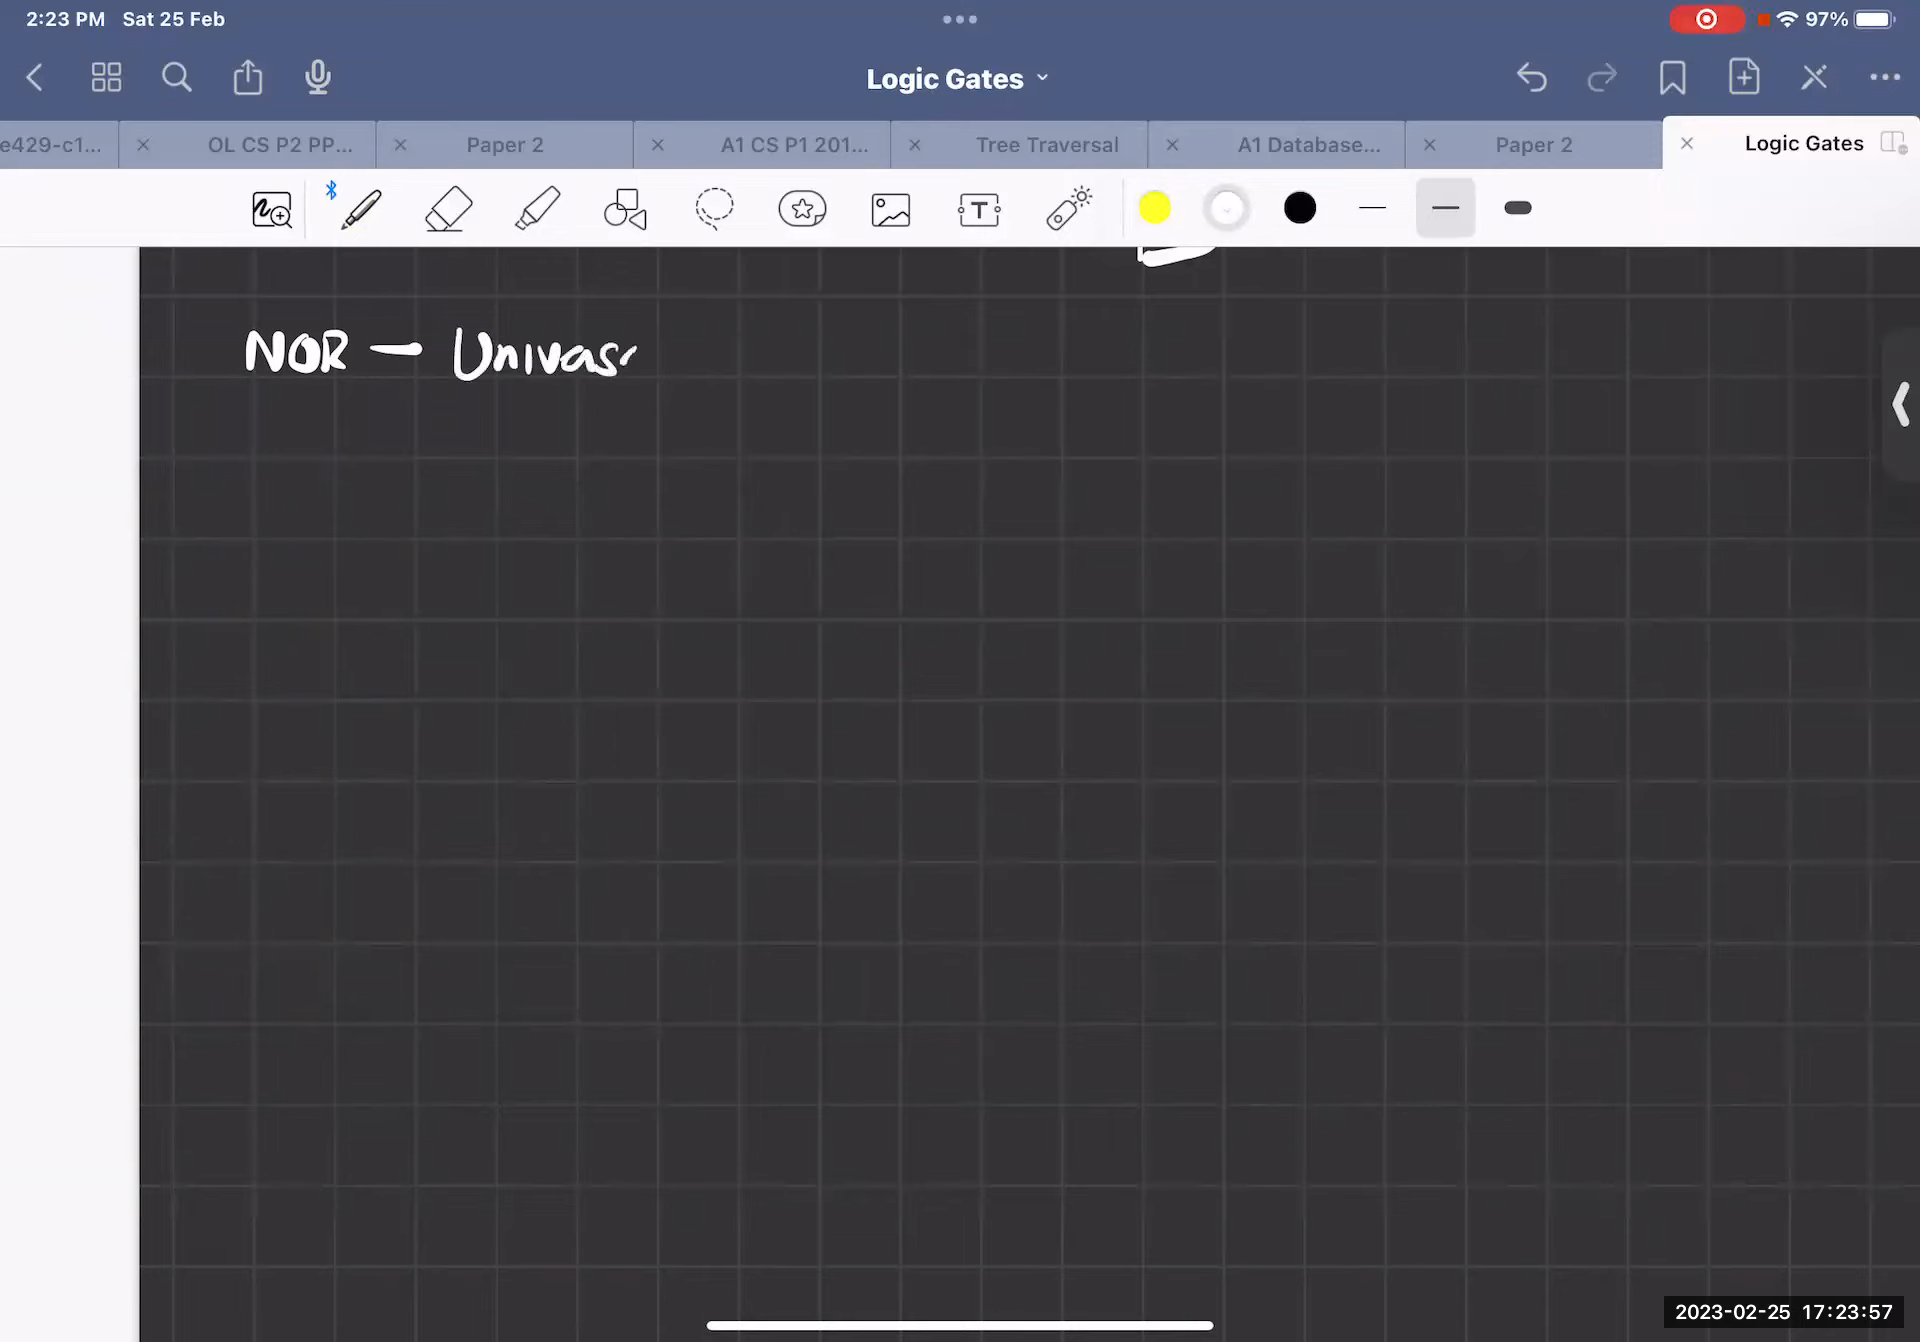 2:23 PM Sat 25 Feb
97%
Logic Gates
e429-c1...
OL CS P2 PP...
Paper 2
A1 CS P1 201...
Tree Traversal
A1 Database...
Paper 2
Logic Gates
T
NOR — Univas
2023-02-25 17:23:57